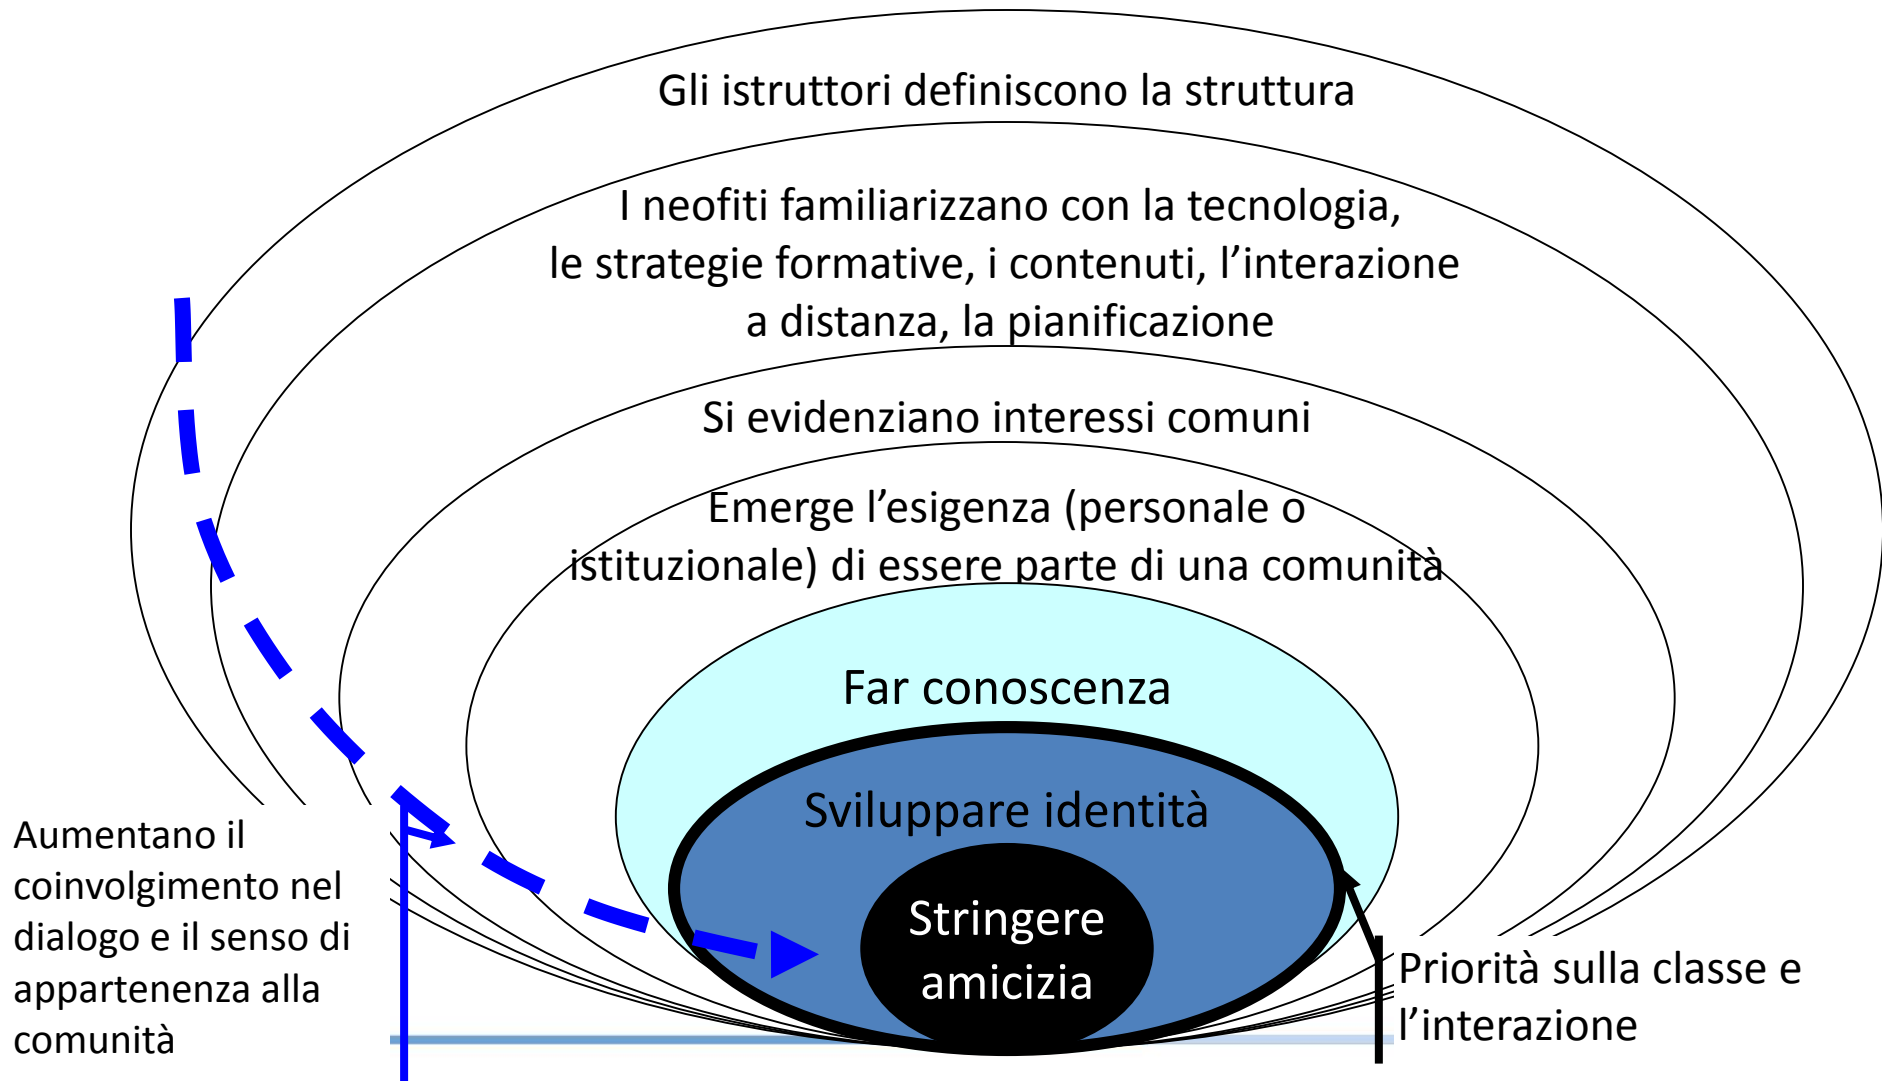 Gli istruttori definiscono la struttura
I neofiti familiarizzano con la tecnologia,
le strategie formative, i contenuti, l’interazione
a distanza, la pianificazione
Si evidenziano interessi comuni
Emerge l’esigenza (personale o
istituzionale) di essere parte di una comunità
Far conoscenza
Sviluppare identità
Stringere
amicizia
Aumentano il
coinvolgimento nel
dialogo e il senso di
appartenenza alla
comunità
Priorità sulla classe e
l’interazione